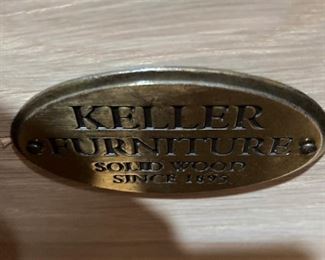 KELLER
FURNITURE
SOLID WOOD
SINCE 1895